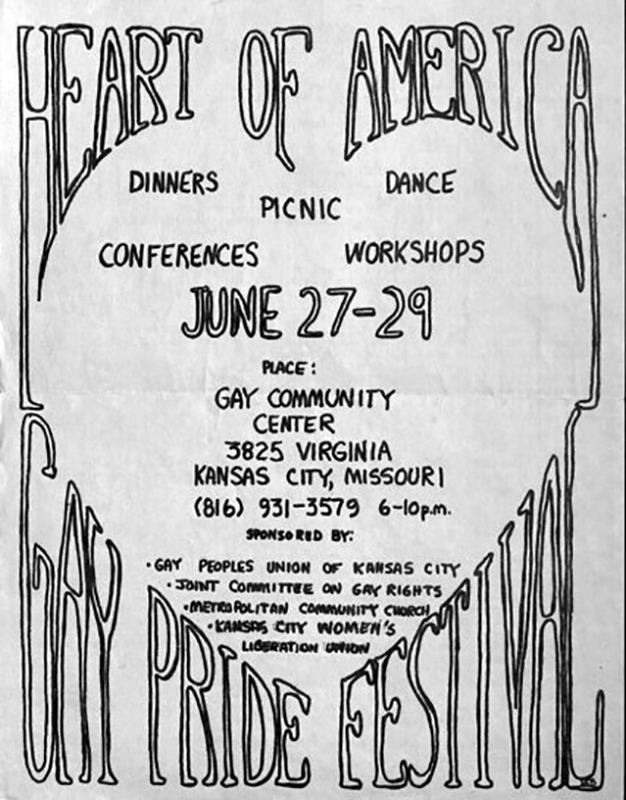 HEART OF AMERICA
DINNERS DANCE
PICNIC
CONFERENCES WORKSHOPS
JUNE 27-29
PLACE:
GAY COMMUNITY
CENTER
3825 VIRGINIA
KANSAS CITY, MISSOURI
(816) 931-3579 6-10p.m.
SPONSORED BY:
• GAY PEOPLES UNION OF KANSAS CITY
• JOINT COMMITTEE ON GAY RIGHTS
• METROPOLITAN COMMUNITY CHURCH
• KANSAS CITY WOMEN'S
LIBERATION UNION
GAY PRIDE FESTIVAL